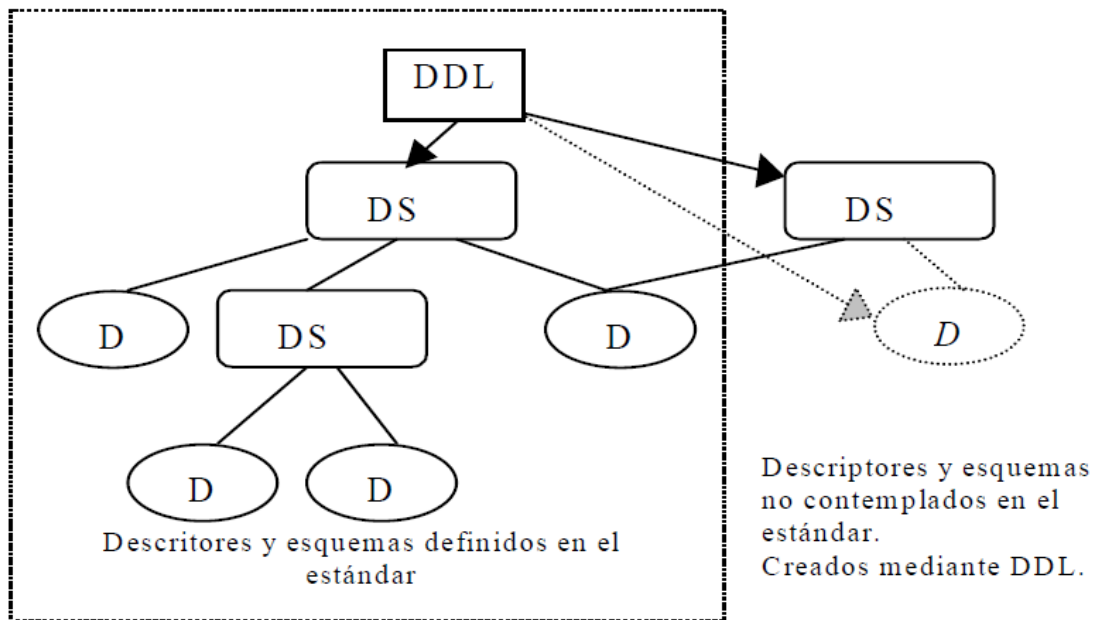 DDL
DS
DS
D
DS
D
D
D
D
Descritores y esquemas definidos en el
estándar
Descriptores y esquemas
no contemplados en el
estándar.
Creados mediante DDL.